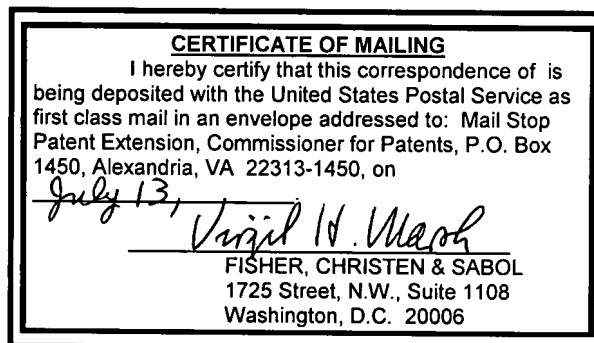 CERTIFICATE OF MAILING
I hereby certify that this correspondence of is
being deposited with the United States Postal Service as
first class mail in an envelope addressed to: Mail Stop
Patent Extension, Commissioner for Patents, P.O. Box
1450, Alexandria, VA 22313-1450, on
July 13,
Virgil H. Marsh
FISHER, CHRISTEN & SABOL
1725 Street, N.W., Suite 1108
Washington, D.C. 20006